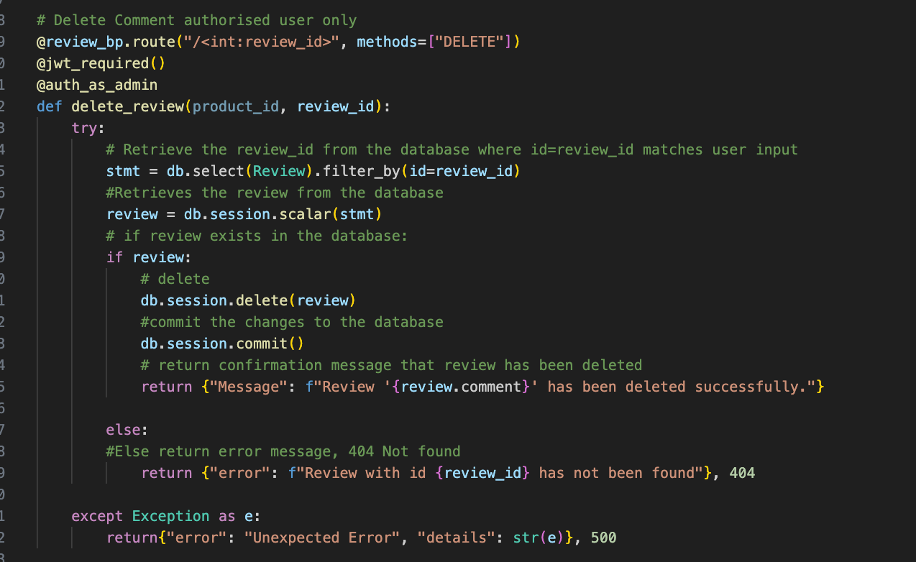 8 # Delete Comment authorised user only
9 @review_bp.route("/<int:review_id>", methods=["DELETE"])
0 @jwt_required()
1 @auth_as_admin
2 def delete_review(product_id, review_id):
3 try:
4 # Retrieve the review_id from the database where id=review_id matches user input
5 stmt = db.select(Review).filter_by(id=review_id)
6 #Retrieves the review from the database
7 review = db.session.scalar(stmt)
8 # if review exists in the database:
9 if review:
0 # delete
1 db.session.delete(review)
2 #commit the changes to the database
3 db.session.commit()
4 # return confirmation message that review has been deleted
5 return {"Message": f"Review '{review.comment}' has been deleted successfully."}
6
7 else:
8 #Else return error message, 404 Not found
9 return {"error": f"Review with id {review_id} has not been found"}, 404
0
1 except Exception as e:
2 return{"error": "Unexpected Error", "details": str(e)}, 500
3